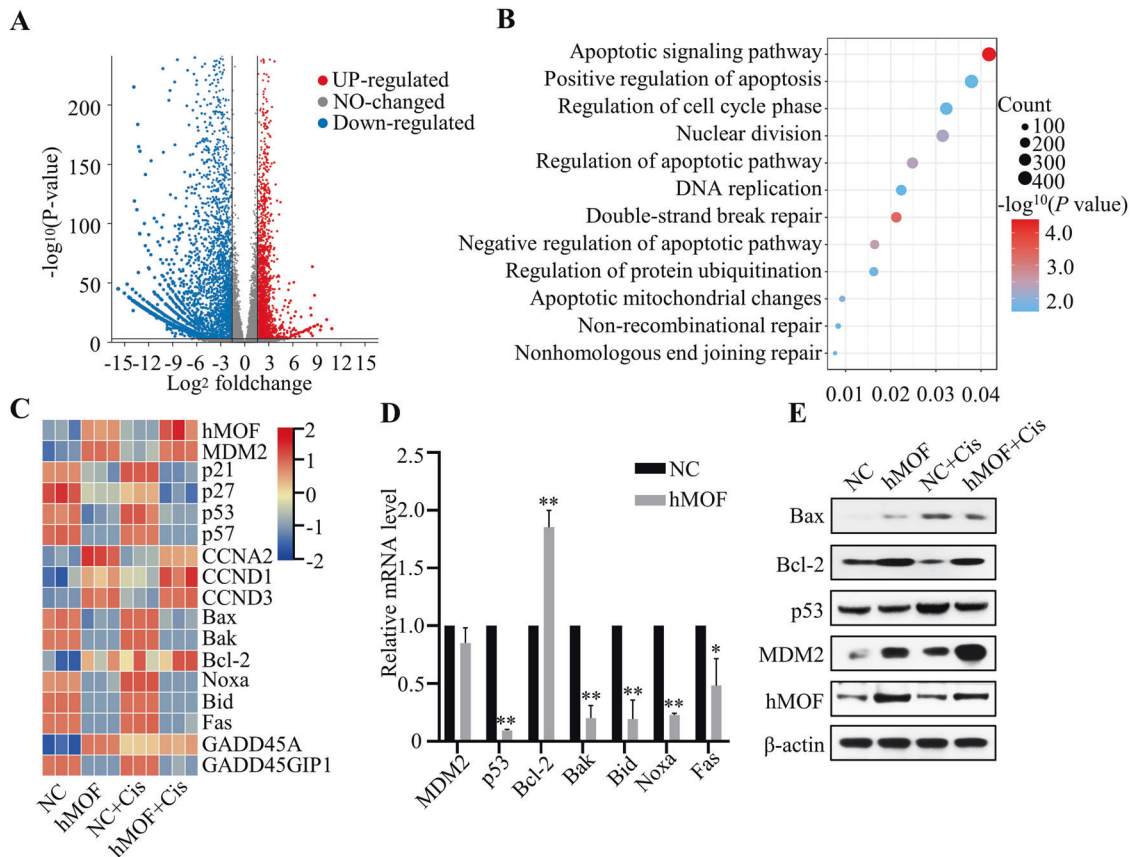 A
UP-regulated
NO-changed
Down-regulated
-log10(P-value)
200
150
100
50
0
-15 -12 -9 -6 -3 0 3 6 9 12 15
Log2 foldchange
B
Apoptotic signaling pathway
Positive regulation of apoptosis
Regulation of cell cycle phase
Nuclear division
Regulation of apoptotic pathway
DNA replication
Double-strand break repair
Negative regulation of apoptotic pathway
Regulation of protein ubiquitination
Apoptotic mitochondrial changes
Non-recombinational repair
Nonhomologous end joining repair
0.01 0.02 0.03 0.04
Count
100
200
300
400
-log10(P value)
4.0
3.0
2.0
C
hMOF
MDM2
p21
p27
p53
p57
CCNA2
CCND1
CCND3
Bax
Bak
Bcl-2
Noxa
Bid
Fas
GADD45A
GADD45GIP1
2
1
0
-1
-2
NC hMOF NC+Cis hMOF+Cis
D
Relative mRNA level
2.5
2.0
1.5
1.0
0.5
0
NC
hMOF
** ** ** ** ** *
MDM2 p53 Bcl-2 Bak Bid Noxa Fas
E
NC hMOF NC+Cis hMOF+Cis
Bax
Bcl-2
p53
MDM2
hMOF
β-actin